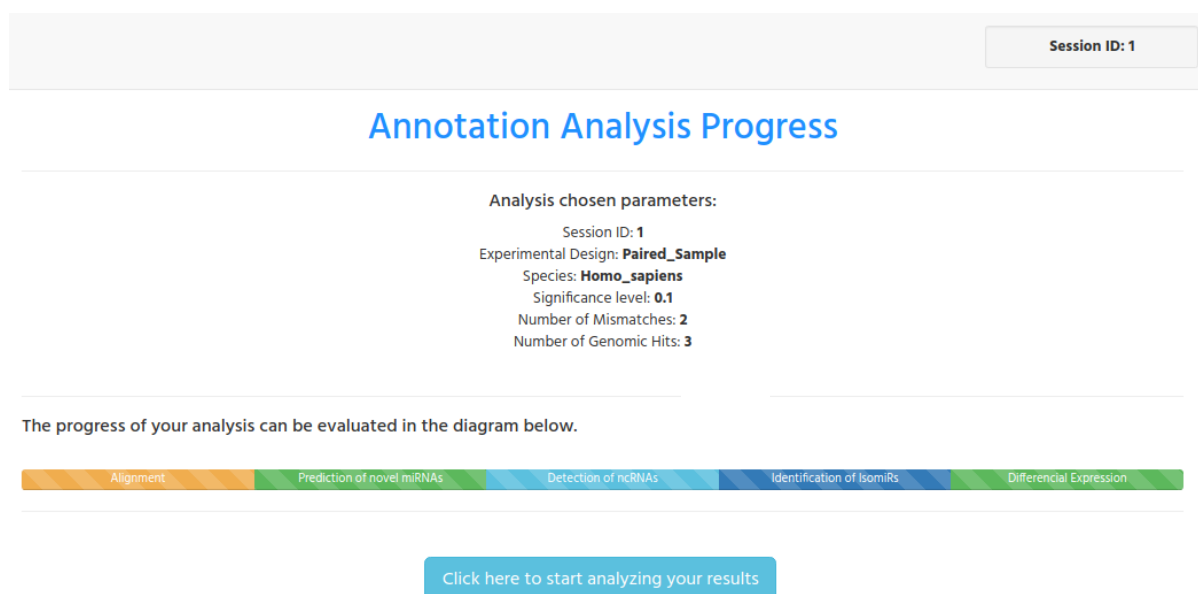 Session ID: 1
Annotation Analysis Progress
Analysis chosen parameters:
Session ID: 1
Experimental Design: Paired_Sample
Species: Homo_sapiens
Significance level: 0.1
Number of Mismatches: 2
Number of Genomic Hits: 3
The progress of your analysis can be evaluated in the diagram below.
Alignment Prediction of novel miRNAs Detection of ncRNAs Identification of IsomiRs Differencial Expression
Click here to start analyzing your results